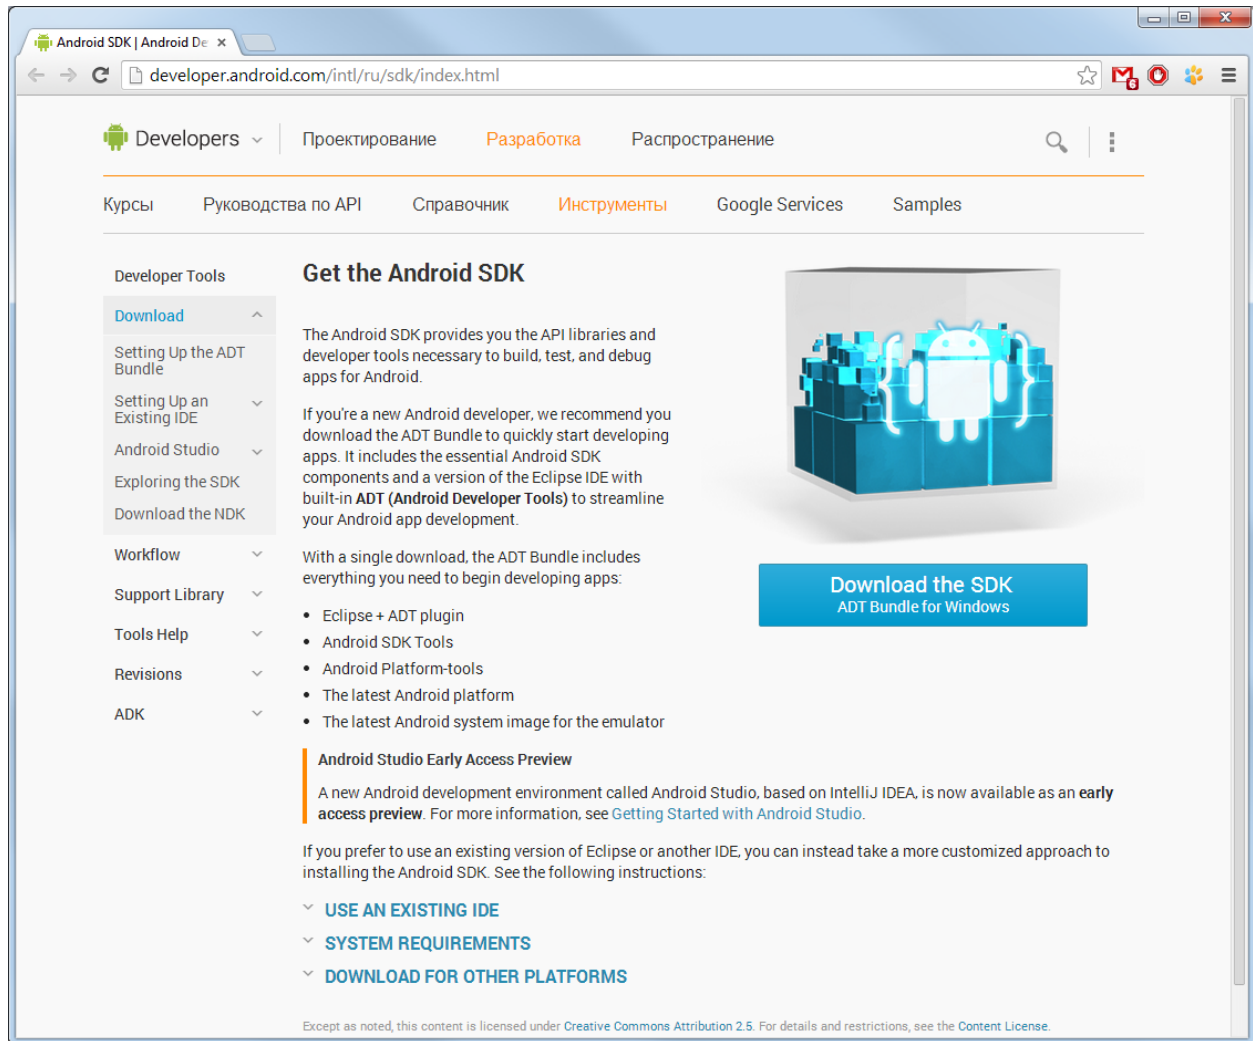 Android SDK | Android De
developer.android.com/intl/ru/sdk/index.html
6
Developers
Проектирование
Разработка
Распространение
Курсы
Руководства по API
Справочник
Инструменты
Google Services
Samples
Developer Tools
Download
Setting Up the ADT
Bundle
Setting Up an
Existing IDE
Android Studio
Exploring the SDK
Download the NDK
Workflow
Support Library
Tools Help
Revisions
ADK
Get the Android SDK
The Android SDK provides you the API libraries and
developer tools necessary to build, test, and debug
apps for Android.
If you're a new Android developer, we recommend you
download the ADT Bundle to quickly start developing
apps. It includes the essential Android SDK
components and a version of the Eclipse IDE with
built-in ADT (Android Developer Tools) to streamline
your Android app development.
With a single download, the ADT Bundle includes
everything you need to begin developing apps:
• Eclipse + ADT plugin
• Android SDK Tools
• Android Platform-tools
• The latest Android platform
• The latest Android system image for the emulator
Download the SDK
ADT Bundle for Windows
Android Studio Early Access Preview
A new Android development environment called Android Studio, based on IntelliJ IDEA, is now available as an early
access preview. For more information, see Getting Started with Android Studio.
If you prefer to use an existing version of Eclipse or another IDE, you can instead take a more customized approach to
installing the Android SDK. See the following instructions:
USE AN EXISTING IDE
SYSTEM REQUIREMENTS
DOWNLOAD FOR OTHER PLATFORMS
Except as noted, this content is licensed under Creative Commons Attribution 2.5. For details and restrictions, see the Content License.